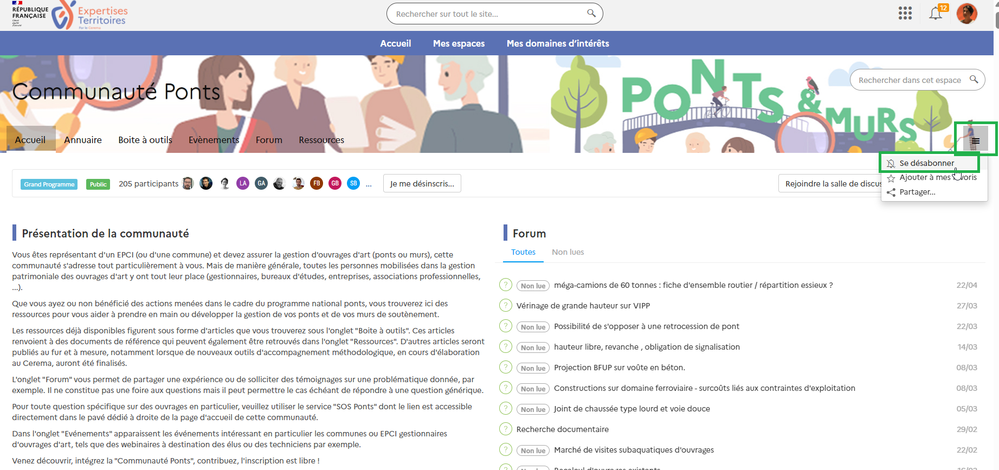 RÉPUBLIQUE
FRANÇAISE
Liberté
Égalité
Fraternité
Expertises
Territoires
Par le Cerema
Rechercher sur tout le site...
12
Accueil
Mes espaces
Mes domaines d’intérêts
Communauté Ponts
PONTS
&
MURS
Rechercher dans cet espace
Accueil
Annuaire
Boite à outils
Evènements
Forum
Ressources
Se désabonner
Ajouter à mes favoris
Partager...
Grand Programme
Public
205 participants
LA
GA
FB
GB
SB
...
Je me désinscris...
Rejoindre la salle de discus
Présentation de la communauté
Vous êtes représentant d'un EPCI (ou d'une commune) et devez assurer la gestion d'ouvrages d'art (ponts ou murs), cette
communauté s'adresse tout particulièrement à vous. Mais de manière générale, toutes les personnes mobilisées dans la gestion
patrimoniale des ouvrages d'art y ont tout leur place (gestionnaires, bureaux d'études, entreprises, associations professionnelles,
...).
Que vous ayez ou non bénéficié des actions menées dans le cadre du programme national ponts, vous trouverez ici des
ressources pour vous aider à prendre en main ou développer la gestion de vos ponts et de vos murs de soutènement.
Les ressources déjà disponibles figurent sous forme d'articles que vous trouverez sous l'onglet "Boite à outils". Ces articles
renvoient à des documents de référence qui peuvent également être retrouvés dans l'onglet "Ressources". D'autres articles seront
publiés au fur et à mesure, notamment lorsque de nouveaux outils d'accompagnement méthodologique, en cours d'élaboration
au Cerema, auront été finalisés.
L'onglet "Forum" vous permet de partager une expérience ou de solliciter des témoignages sur une problématique donnée, par
exemple. Il ne constitue pas une foire aux questions mais il peut permettre le cas échéant de répondre à une question générique.
Pour toute question spécifique sur des ouvrages en particulier, veuillez utiliser le service "SOS Ponts" dont le lien est accessible
directement dans le pavé dédié à droite de la page d'accueil de cette communauté.
Dans l'onglet "Evénements" apparaissent les événements intéressant en particulier les communes ou EPCI gestionnaires
d'ouvrages d'art, tels que des webinaires à destination des élus ou des techniciens par exemple.
Venez découvrir, intégrez la "Communauté Ponts", contribuez, l'inscription est libre !
Forum
Toutes
Non lues
? Non lue méga-camions de 60 tonnes : fiche d'ensemble routier / répartition essieux ? 22/04
? Vérinage de grande hauteur sur VIPP 27/03
? Non lue Possibilité de s'opposer à une retrocession de pont 22/03
? Non lue hauteur libre, revanche , obligation de signalisation 14/03
? Non lue Projection BFUP sur voûte en béton. 08/03
? Non lue Constructions sur domaine ferroviaire - surcoûts liés aux contraintes d'exploitation 08/03
? Non lue Joint de chaussée type lourd et voie douce 05/03
? Recherche documentaire 29/02
? Non lue Marché de visites subaquatiques d'ouvrages 22/02
? Non lue Recalcul d'ouvrages existants 16/02